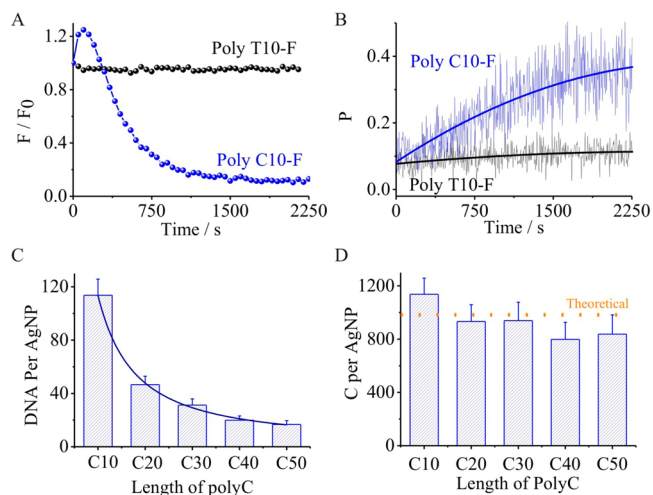 A
Poly T10-F
Poly C10-F
F / F0
1.2
0.8
0.4
0.0
0 750 1500 2250
Time / s
B
Poly C10-F
Poly T10-F
P
0.4
0.2
0.0
0 750 1500 2250
Time / s
C
DNA Per AgNP
120
80
40
0
C10 C20 C30 C40 C50
Length of polyC
D
Theoretical
C per AgNP
1200
800
400
0
C10 C20 C30 C40 C50
Length of PolyC